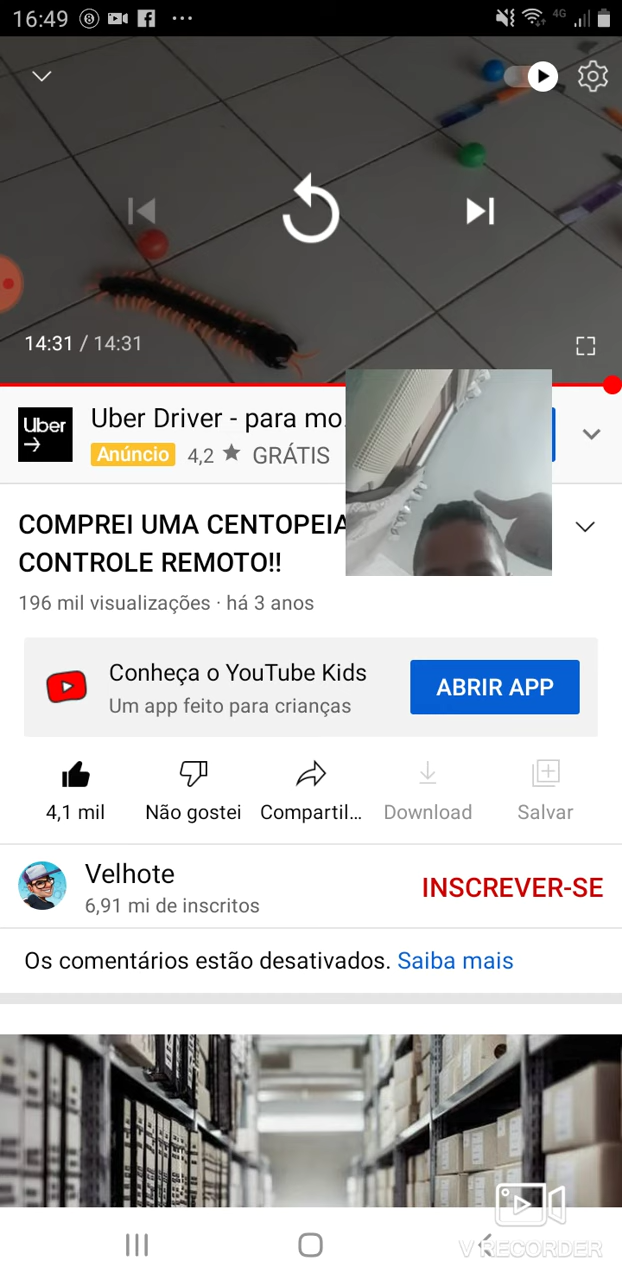 16:49
4G
14:31 / 14:31
Uber
Uber Driver - para mo.
Anúncio 4,2 ★ GRÁTIS
COMPREI UMA CENTOPEIA
CONTROLE REMOTO!!
196 mil visualizações · há 3 anos
Conheça o YouTube Kids
Um app feito para crianças
ABRIR APP
4,1 mil Não gostei Compartil... Download Salvar
Velhote
6,91 mi de inscritos
INSCREVER-SE
Os comentários estão desativados. Saiba mais
V RECORDER